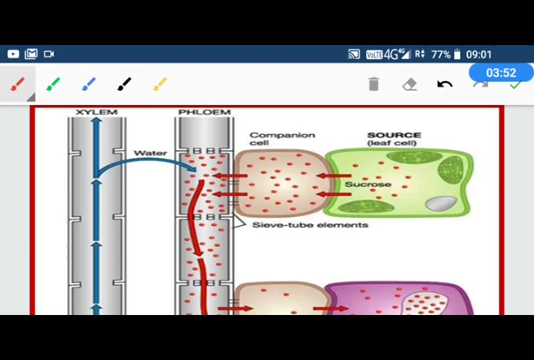 VoLTE 4G 4G R 77% 09:01
03:52
XYLEM PHLOEM
Water
Companion
cell
SOURCE
(leaf cell)
Sucrose
Sieve-tube elements